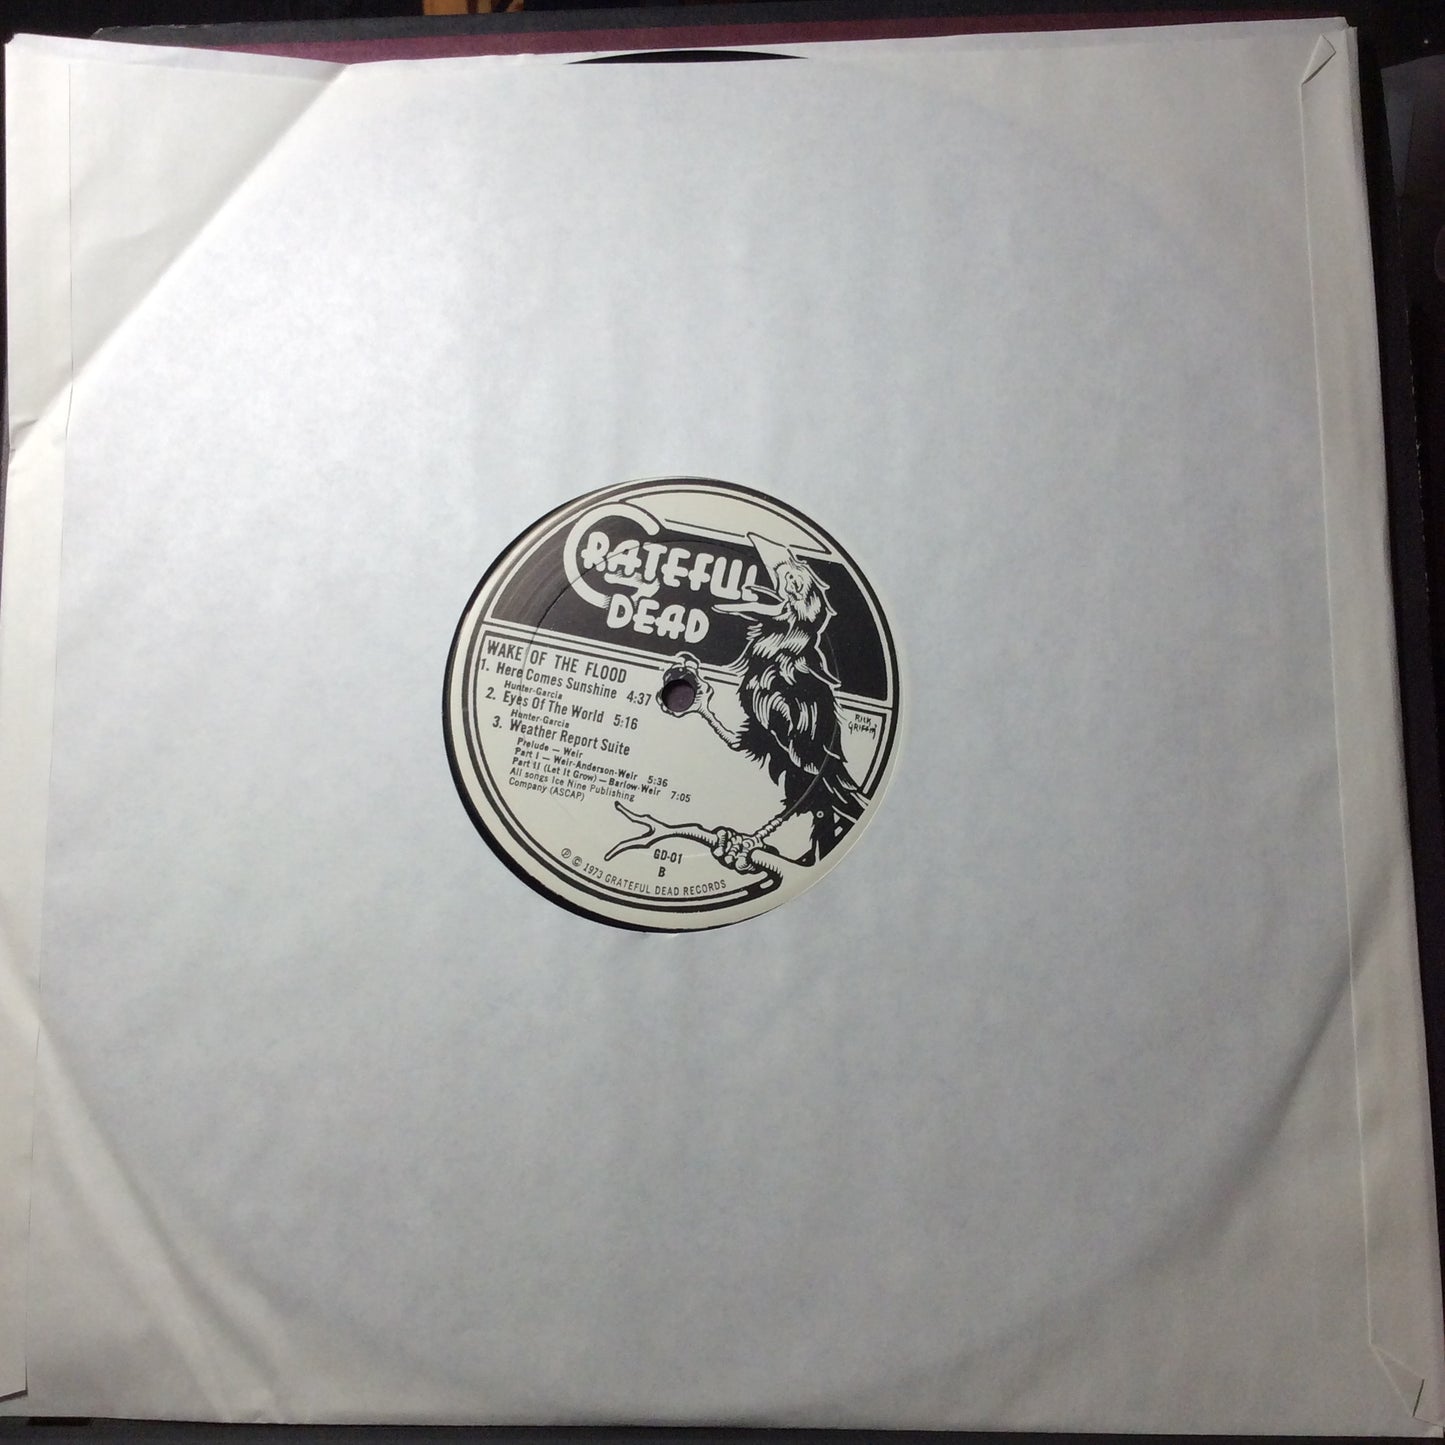 GRATEFUL
DEAD
WAKE OF THE FLOOD
1. Here Comes Sunshine 4:37
Hunter-Garcia
2. Eyes Of The World 5:16
Hunter-Garcia
3. Weather Report Suite
Prelude — Weir
Part I — Weir-Anderson-Weir 5:36
Part II (Let It Grow) — Barlow-Weir 7:05
All songs Ice Nine Publishing
Company (ASCAP)
RICK
GRIFFIN
GD-01
B
℗ © 1973 GRATEFUL DEAD RECORDS